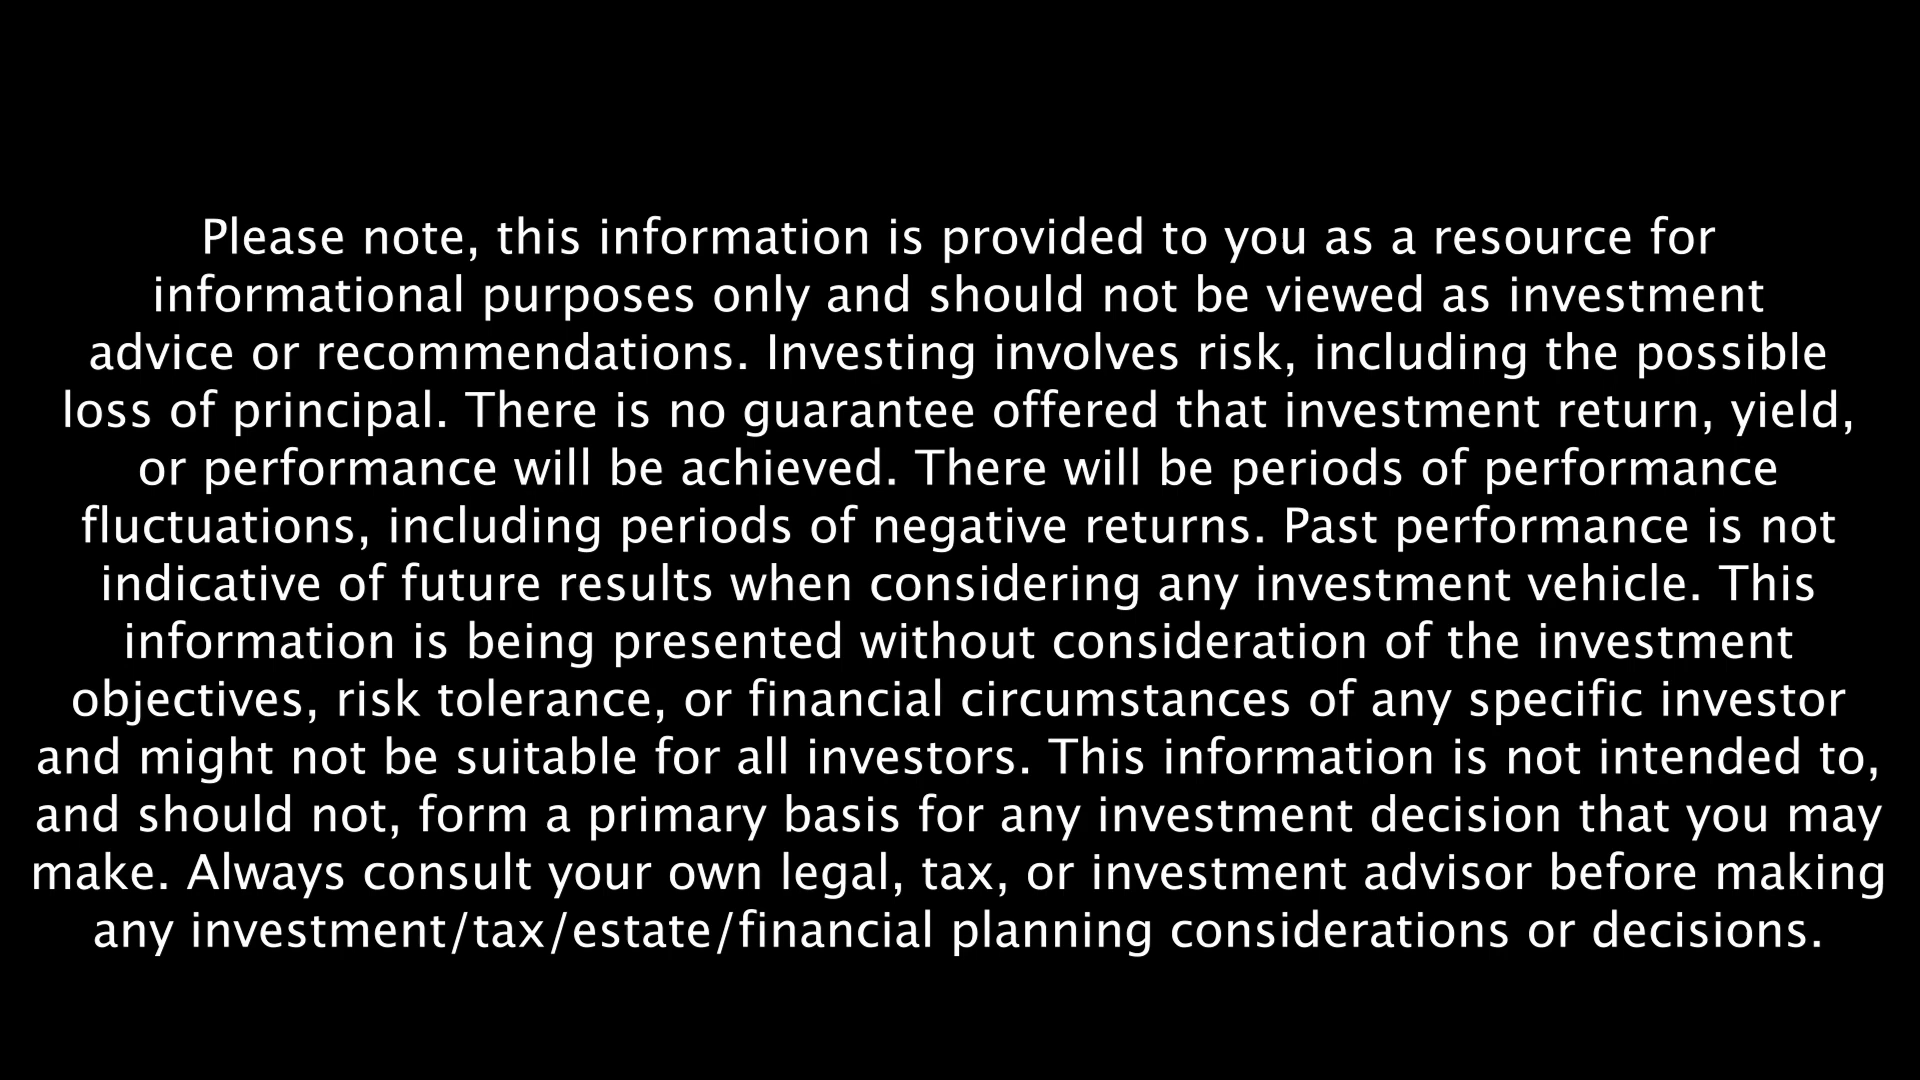 Please note, this information is provided to you as a resource for
informational purposes only and should not be viewed as investment
advice or recommendations. Investing involves risk, including the possible
loss of principal. There is no guarantee offered that investment return, yield,
or performance will be achieved. There will be periods of performance
fluctuations, including periods of negative returns. Past performance is not
indicative of future results when considering any investment vehicle. This
information is being presented without consideration of the investment
objectives, risk tolerance, or financial circumstances of any specific investor
and might not be suitable for all investors. This information is not intended to,
and should not, form a primary basis for any investment decision that you may
make. Always consult your own legal, tax, or investment advisor before making
any investment/tax/estate/financial planning considerations or decisions.